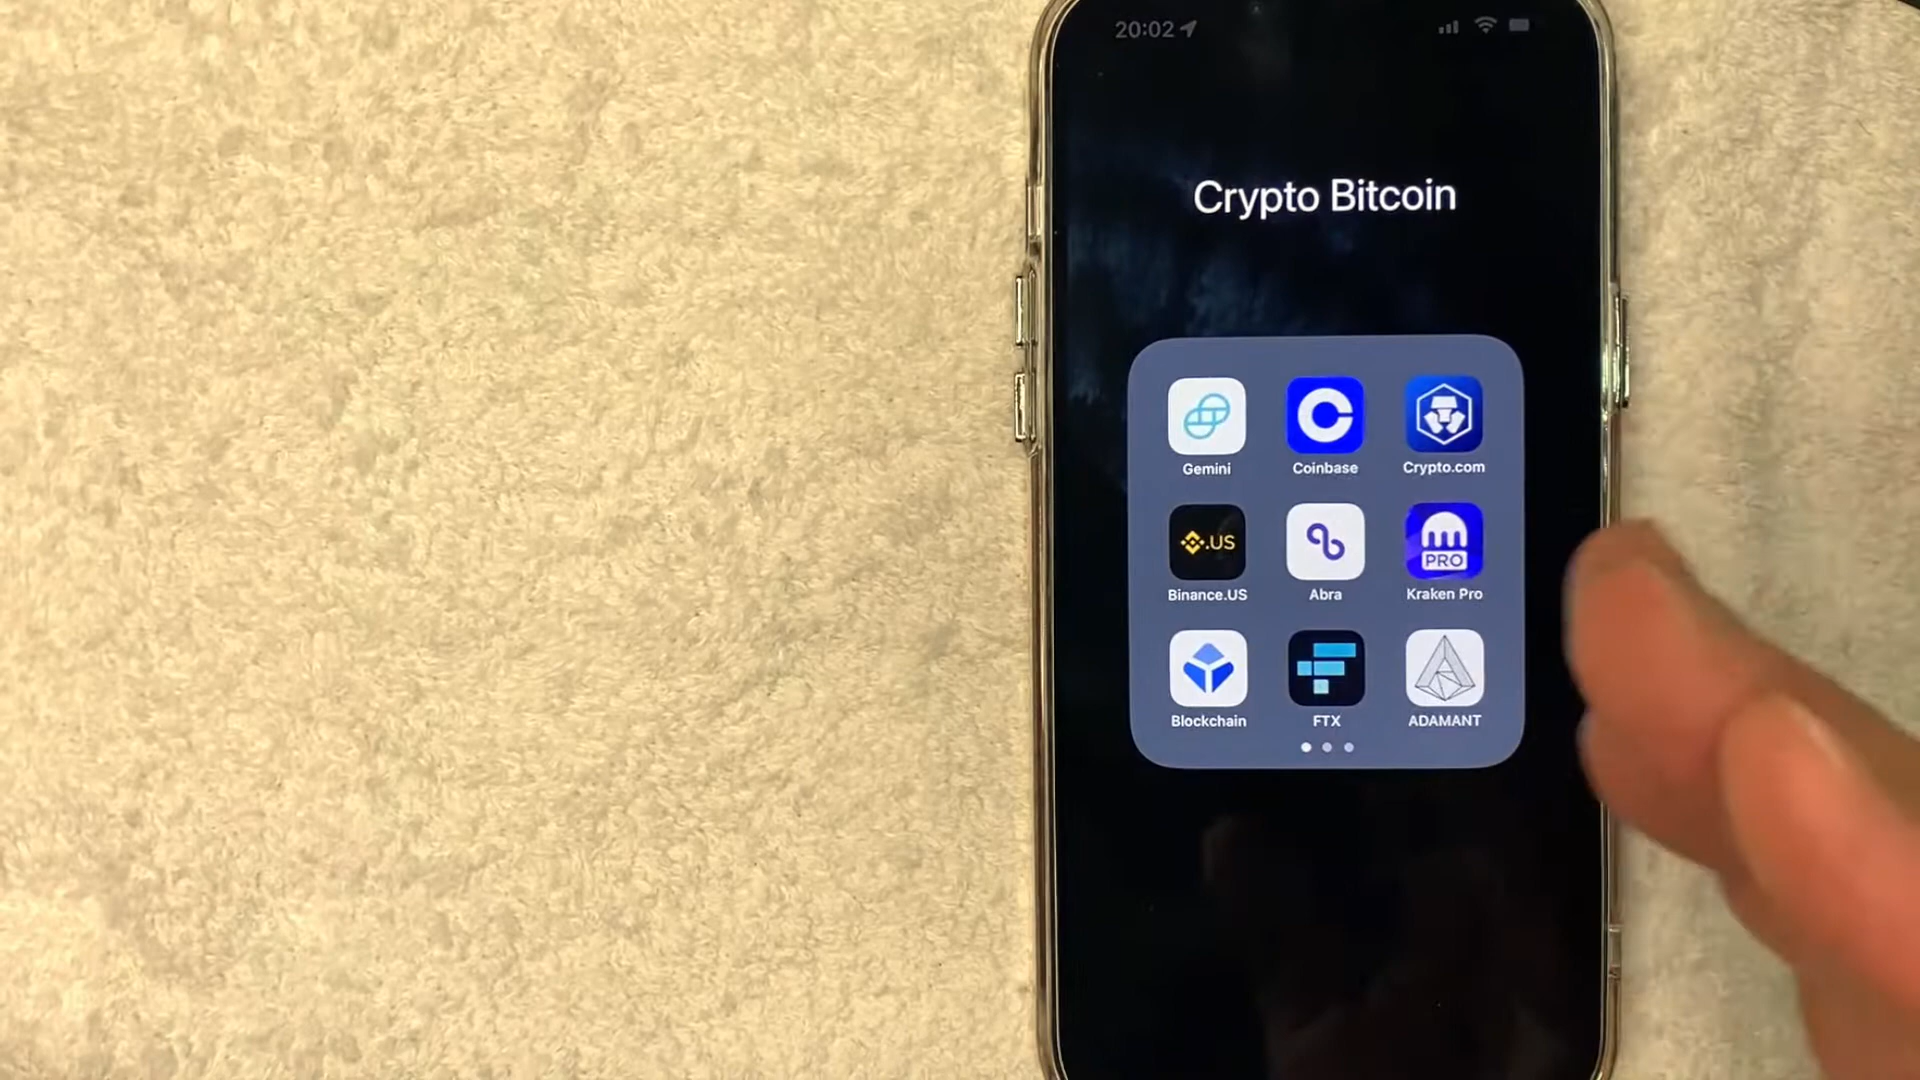 20:02
Crypto Bitcoin
Gemini Coinbase Crypto.com
.US
PRO
Binance.US Abra Kraken Pro
Blockchain FTX ADAMANT